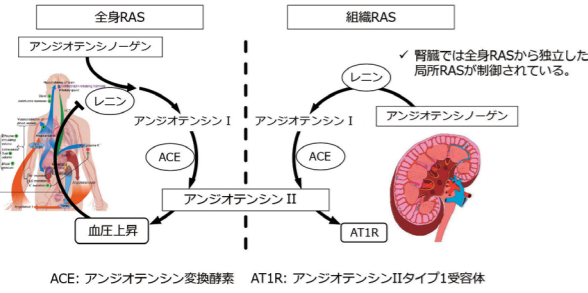 全身RAS
組織RAS
アンジオテンシノーゲン
レニン
アンジオテンシンⅠ
ACE
アンジオテンシンⅡ
血圧上昇
✓ 腎臓では全身RASから独立した
局所RASが制御されている。
レニン
アンジオテンシノーゲン
アンジオテンシンⅠ
ACE
AT1R
ACE: アンジオテンシン変換酵素 AT1R: アンジオテンシンIIタイプ1受容体